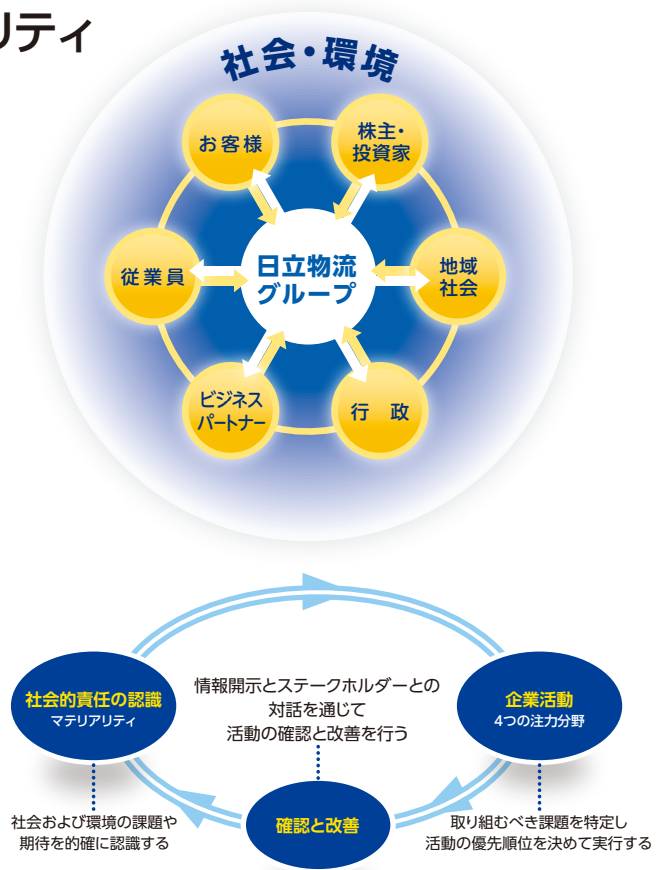 リティ
社会・環境
お客様
株主・
投資家
従業員
日立物流
グループ
地域
社会
ビジネス
パートナー
行 政
社会的責任の認識
マテリアリティ
情報開示とステークホルダーとの
対話を通じて
活動の確認と改善を行う
企業活動
4つの注力分野
社会および環境の課題や
期待を的確に認識する
確認と改善
取り組むべき課題を特定し
活動の優先順位を決めて実行する